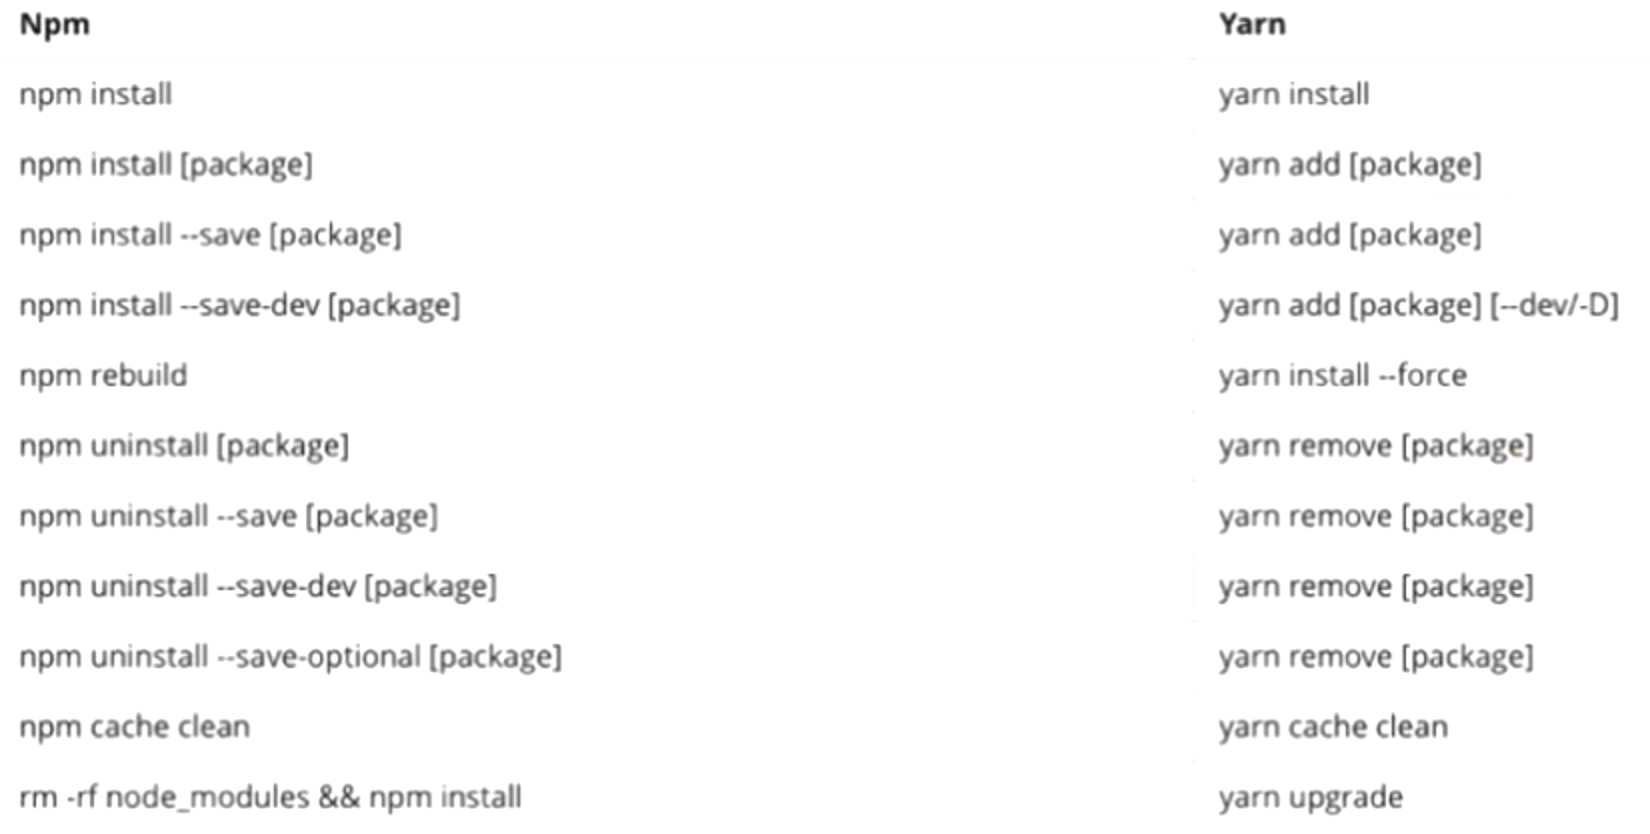 Npm Yarn
npm install yarn install
npm install [package] yarn add [package]
npm install --save [package] yarn add [package]
npm install --save-dev [package] yarn add [package] [--dev/-D]
npm rebuild yarn install --force
npm uninstall [package] yarn remove [package]
npm uninstall --save [package] yarn remove [package]
npm uninstall --save-dev [package] yarn remove [package]
npm uninstall --save-optional [package] yarn remove [package]
npm cache clean yarn cache clean
rm -rf node_modules && npm install yarn upgrade